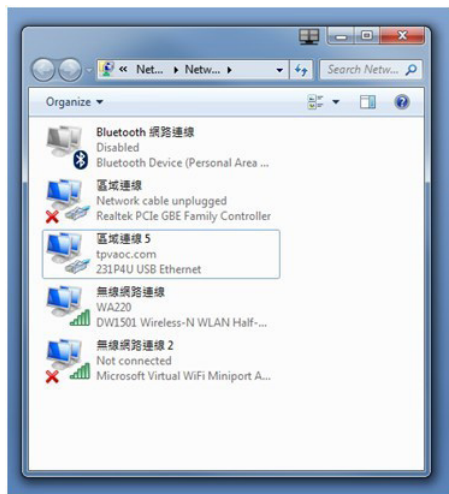 « Net... ▸ Netw... ▸
Search Netw...
Organize
Bluetooth 網路連線
Disabled
Bluetooth Device (Personal Area ...
區域連線
Network cable unplugged
Realtek PCIe GBE Family Controller
區域連線 5
tpvaoc.com
231P4U USB Ethernet
無線網路連線
WA220
DW1501 Wireless-N WLAN Half-...
無線網路連線 2
Not connected
Microsoft Virtual WiFi Miniport A...